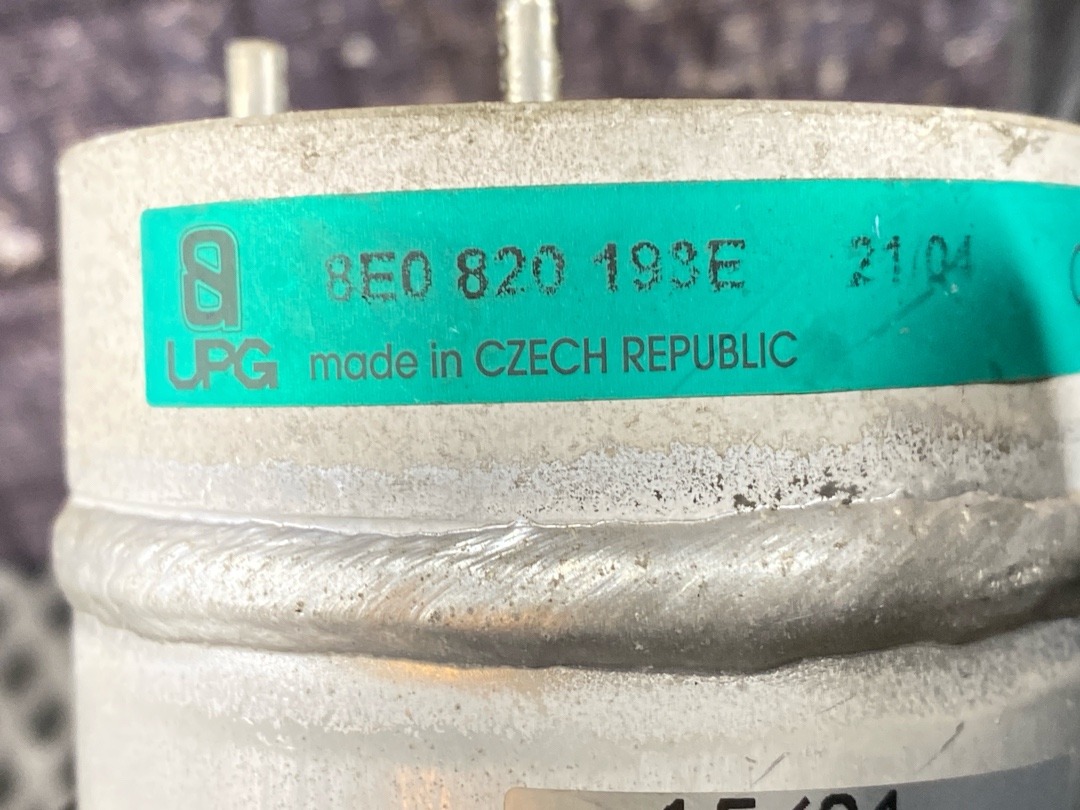 8E0 820 193E 21/04
UPG made in CZECH REPUBLIC